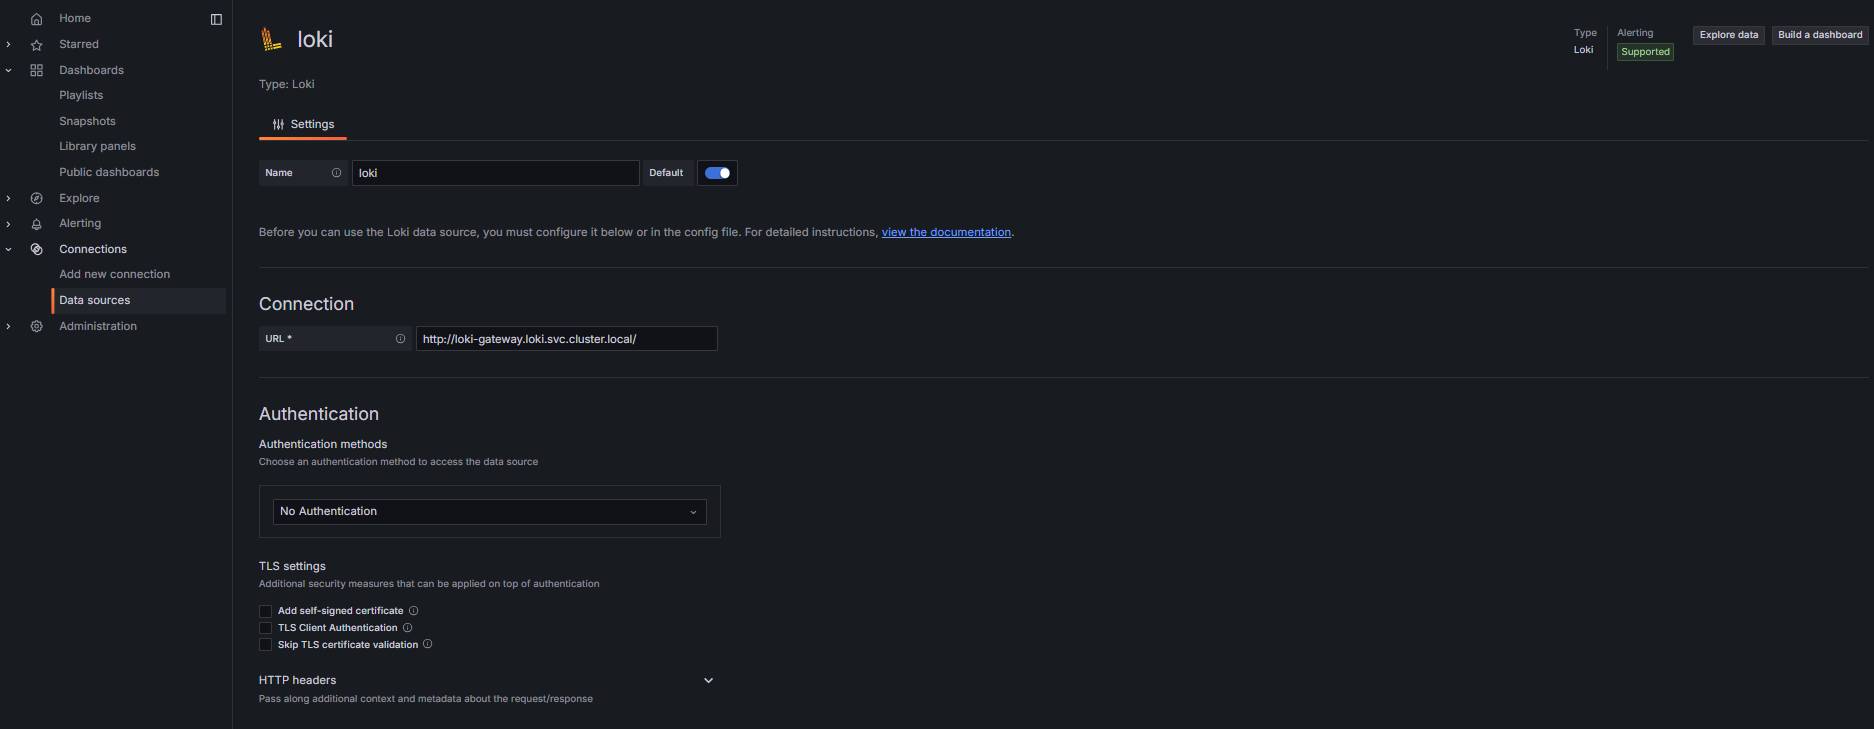 Home
Starred
Dashboards
Playlists
Snapshots
Library panels
Public dashboards
Explore
Alerting
Connections
Add new connection
Data sources
Administration
loki
Type
Loki
Alerting
Supported
Explore data
Build a dashboard
Type: Loki
Settings
Name
loki
Default
Before you can use the Loki data source, you must configure it below or in the config file. For detailed instructions, view the documentation.
Connection
URL *
http://loki-gateway.loki.svc.cluster.local/
Authentication
Authentication methods
Choose an authentication method to access the data source
No Authentication
TLS settings
Additional security measures that can be applied on top of authentication
Add self-signed certificate
TLS Client Authentication
Skip TLS certificate validation
HTTP headers
Pass along additional context and metadata about the request/response